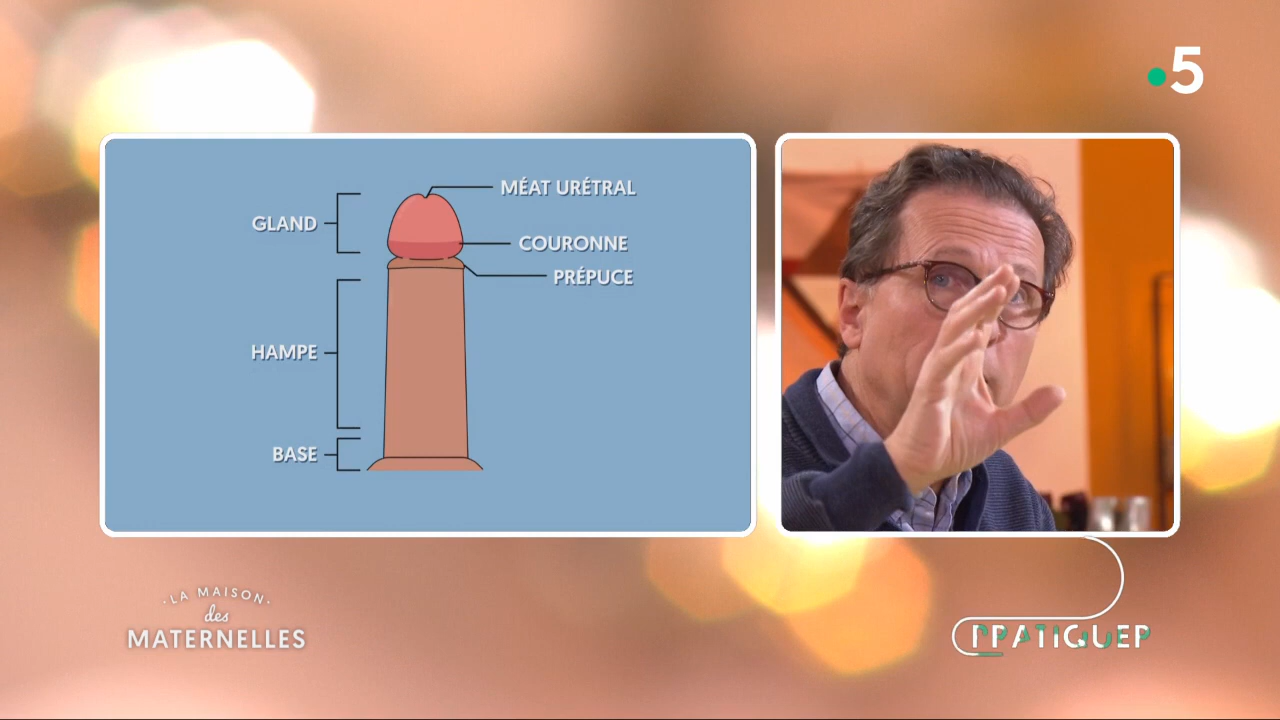 5
MÉAT URÉTRAL
GLAND
COURONNE
PRÉPUCE
HAMPE
BASE
·LA MAISON·
des
MATERNELLES